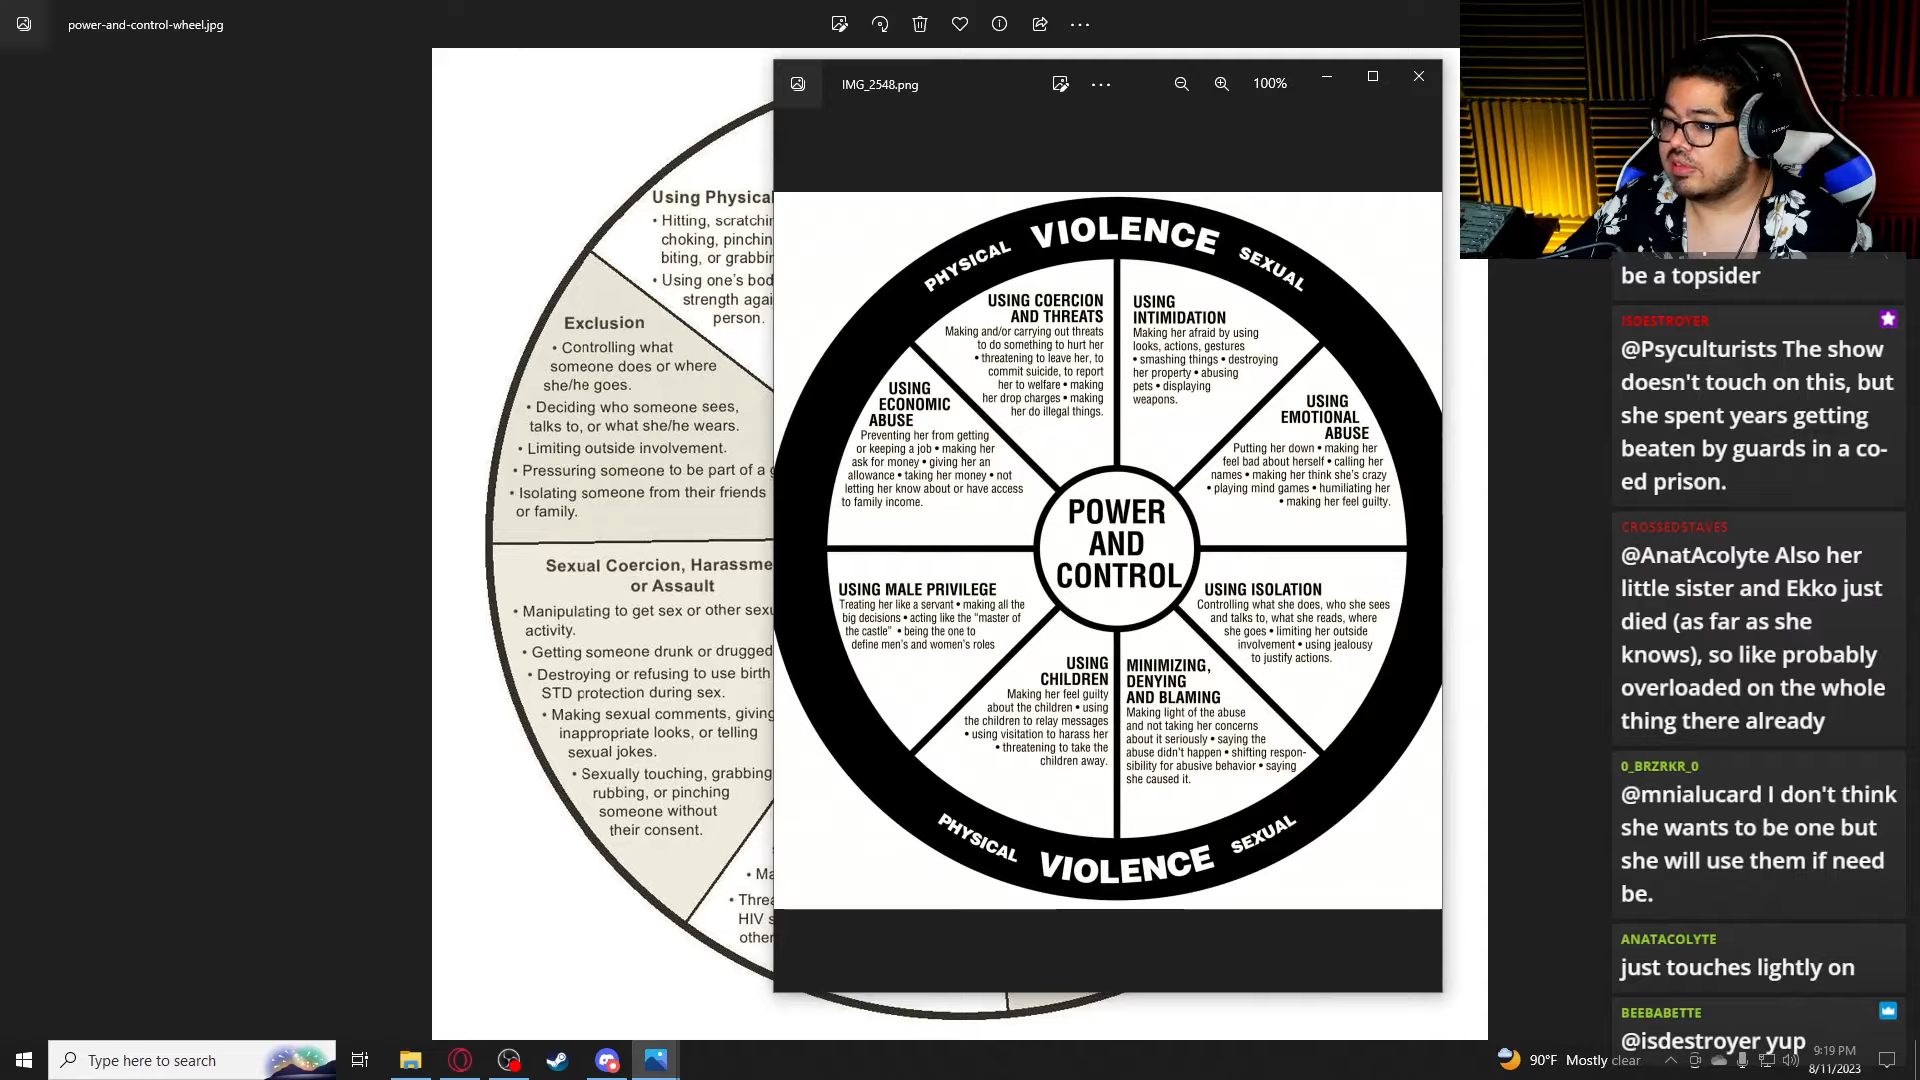 power-and-control-wheel.jpg
IMG_2548.png
100%
Using Physical
• Hitting, scratchin
choking, pinchin
biting, or grabbin
• Using one's bod
strength agai
person.
Exclusion
• Controlling what
someone does or where
she/he goes.
• Deciding who someone sees,
talks to, or what she/he wears.
• Limiting outside involvement.
• Pressuring someone to be part of a g
• Isolating someone from their friends
or family.
Sexual Coercion, Harassme
or Assault
• Manipulating to get sex or other sexu
activity.
• Getting someone drunk or drugged
• Destroying or refusing to use birth
STD protection during sex.
• Making sexual comments, giving
inappropriate looks, or telling
sexual jokes.
• Sexually touching, grabbing
rubbing, or pinching
someone without
their consent.
• Ma
• Threa
HIV s
other
PHYSICAL VIOLENCE SEXUAL
USING COERCION
AND THREATS
Making and/or carrying out threats
to do something to hurt her
• threatening to leave her, to
commit suicide, to report
her to welfare • making
her drop charges • making
her do illegal things.
USING
INTIMIDATION
Making her afraid by using
looks, actions, gestures
• smashing things • destroying
her property • abusing
pets • displaying
weapons.
USING
ECONOMIC
ABUSE
Preventing her from getting
or keeping a job • making her
ask for money • giving her an
allowance • taking her money • not
letting her know about or have access
to family income.
USING
EMOTIONAL
ABUSE
Putting her down • making her
feel bad about herself • calling her
names • making her think she's crazy
• playing mind games • humiliating her
• making her feel guilty.
POWER
AND
CONTROL
USING MALE PRIVILEGE
Treating her like a servant • making all the
big decisions • acting like the "master of
the castle" • being the one to
define men's and women's roles
USING ISOLATION
Controlling what she does, who she sees
and talks to, what she reads, where
she goes • limiting her outside
involvement • using jealousy
to justify actions.
USING
CHILDREN
Making her feel guilty
about the children • using
the children to relay messages
• using visitation to harass her
• threatening to take the
children away.
MINIMIZING,
DENYING
AND BLAMING
Making light of the abuse
and not taking her concerns
about it seriously • saying the
abuse didn't happen • shifting respon-
sibility for abusive behavior • saying
she caused it.
PHYSICAL VIOLENCE SEXUAL
be a topsider
ISDESTROYER
@Psyculturists The show
doesn't touch on this, but
she spent years getting
beaten by guards in a co-
ed prison.
CROSSEDSTAVES
@AnatAcolyte Also her
little sister and Ekko just
died (as far as she
knows), so like probably
overloaded on the whole
thing there already
0_BRZRKR_0
@mnialucard I don't think
she wants to be one but
she will use them if need
be.
ANATACOLYTE
just touches lightly on
BEEBABETTE
@isdestroyer yup
Type here to search
90°F Mostly clear
9:19 PM
8/11/2023